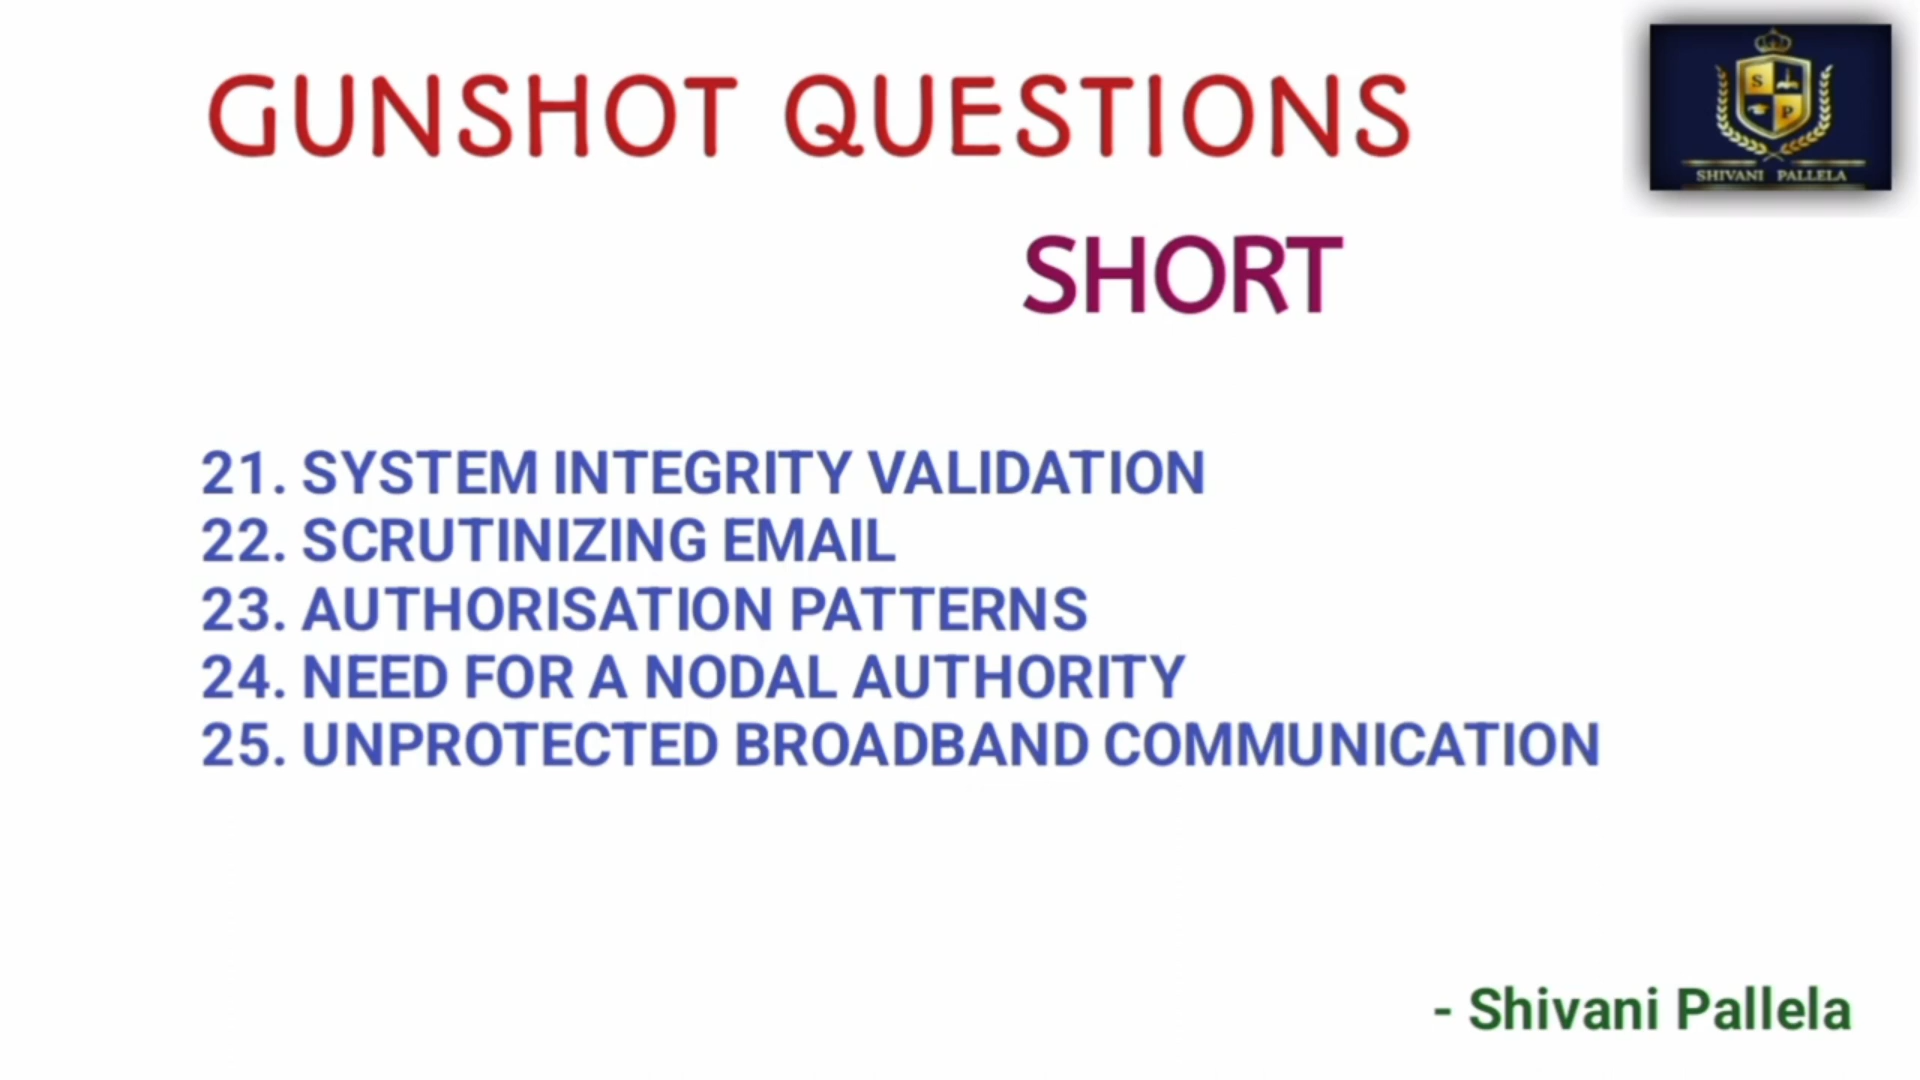 GUNSHOT QUESTIONS
S
P
SHIVANI PALLELA
SHORT
21. SYSTEM INTEGRITY VALIDATION
22. SCRUTINIZING EMAIL
23. AUTHORISATION PATTERNS
24. NEED FOR A NODAL AUTHORITY
25. UNPROTECTED BROADBAND COMMUNICATION
- Shivani Pallela